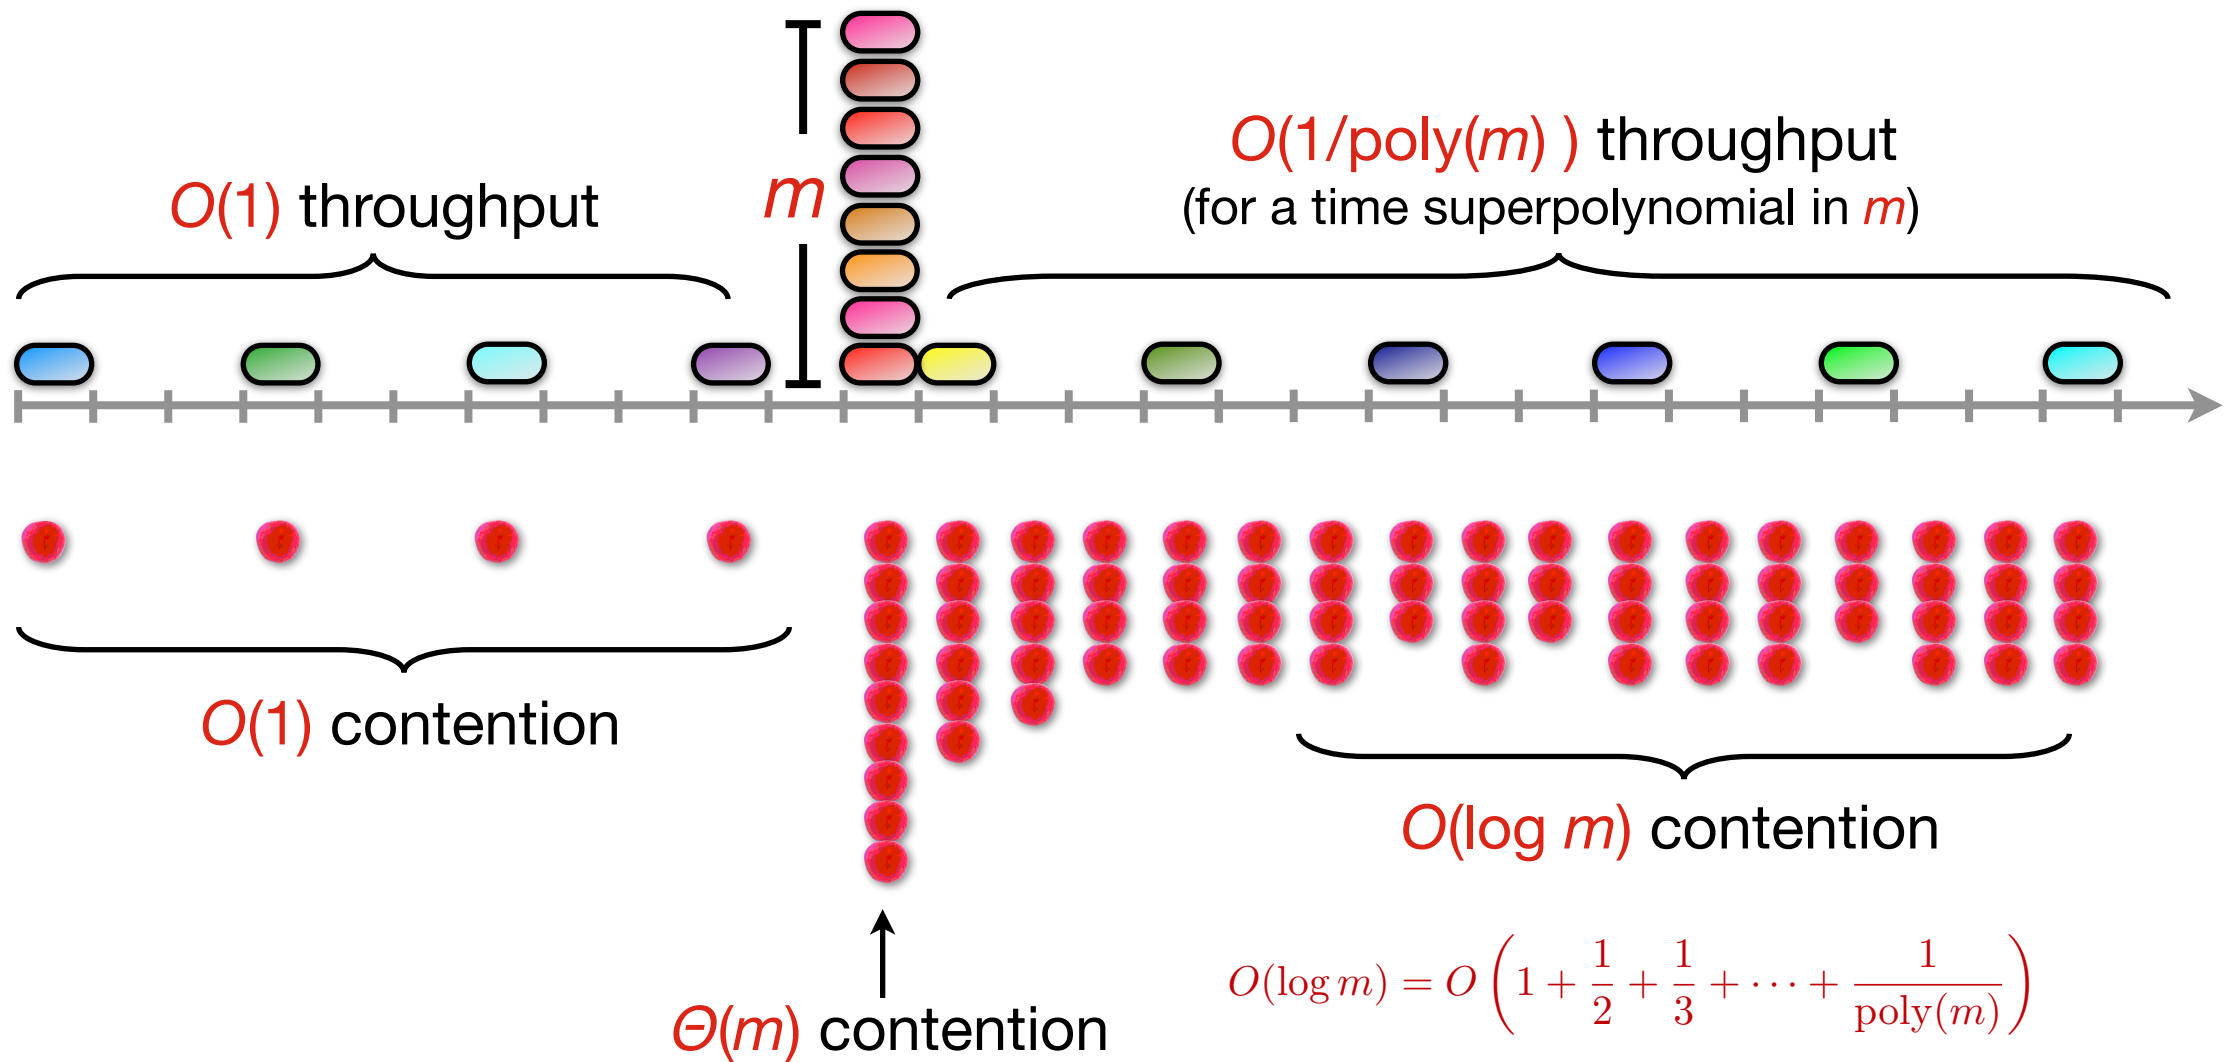 O(1) throughput
m
O(1/poly(m) ) throughput
(for a time superpolynomial in m)
O(1) contention
O(log m) contention
Θ(m) contention
O(log m) = O(1 + 1/2 + 1/3 + ··· + 1/poly(m))